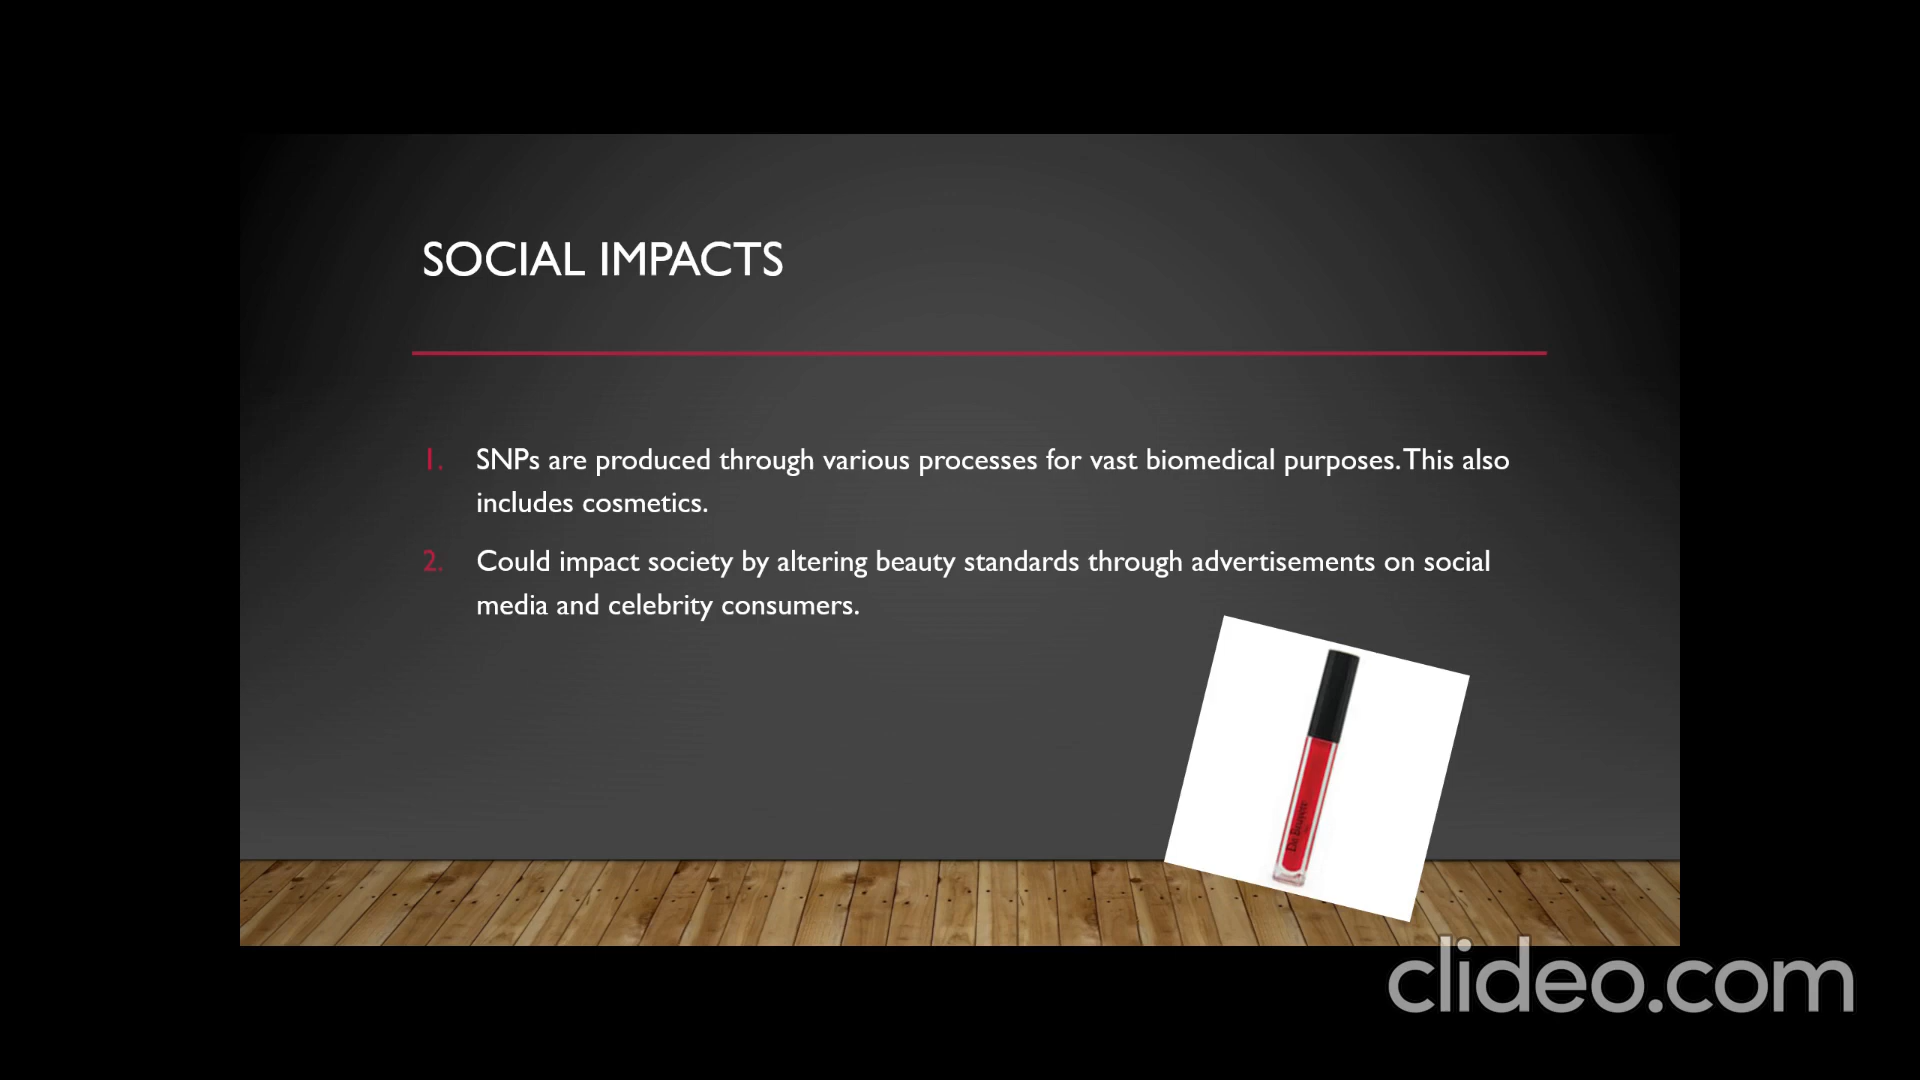 SOCIAL IMPACTS
1. SNPs are produced through various processes for vast biomedical purposes. This also
includes cosmetics.
2. Could impact society by altering beauty standards through advertisements on social
media and celebrity consumers.
clideo.com